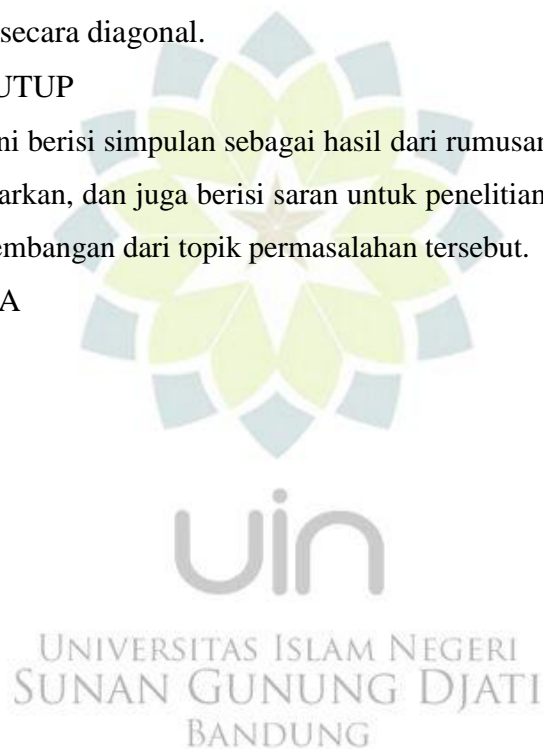 secara diagonal.
UTUP
ni berisi simpulan sebagai hasil dari rumusan
arkan, dan juga berisi saran untuk penelitian
embangan dari topik permasalahan tersebut.
A
uin
UNIVERSITAS ISLAM NEGERI
SUNAN GUNUNG DJATI
BANDUNG